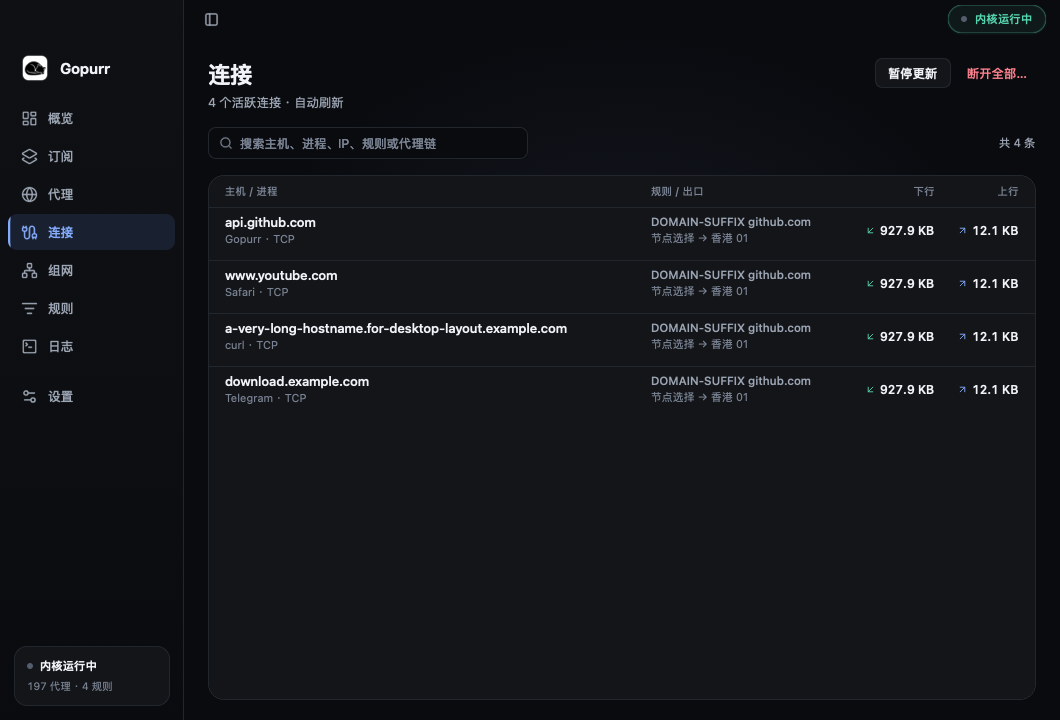 内核运行中
Gopurr
概览
订阅
代理
连接
组网
规则
日志
设置
内核运行中
197 代理 · 4 规则
连接
4 个活跃连接 · 自动刷新
暂停更新
断开全部...
搜索主机、进程、IP、规则或代理链
共 4 条
主机 / 进程 规则 / 出口 下行 上行
api.github.com DOMAIN-SUFFIX github.com 927.9 KB 12.1 KB
Gopurr · TCP 节点选择 → 香港 01
www.youtube.com DOMAIN-SUFFIX github.com 927.9 KB 12.1 KB
Safari · TCP 节点选择 → 香港 01
a-very-long-hostname.for-desktop-layout.example.com DOMAIN-SUFFIX github.com 927.9 KB 12.1 KB
curl · TCP 节点选择 → 香港 01
download.example.com DOMAIN-SUFFIX github.com 927.9 KB 12.1 KB
Telegram · TCP 节点选择 → 香港 01